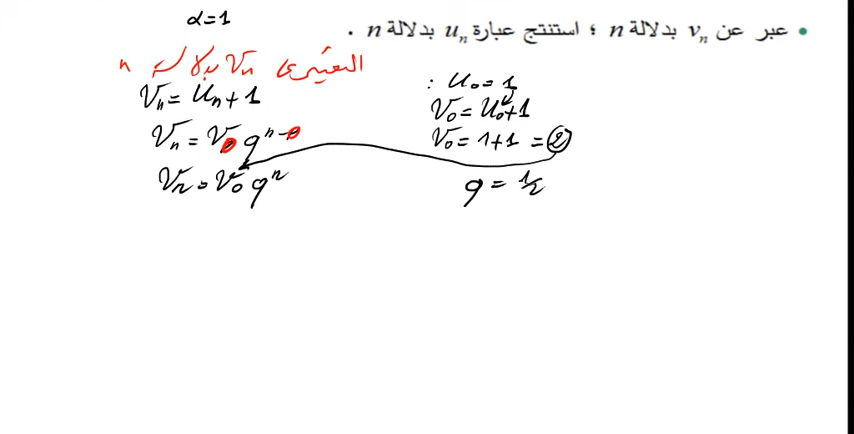 α=1
• عبر عن vn بدلالة n ؛ استنتج عبارة un بدلالة n .
التعبير عن Vn بدلالة n
Vn = Un + 1
: U0 = 1
V0 = U0 + 1
Vn = V0 q^n-0
V0 = 1+1 = 2
Vn = V0 q^n
q = 1/2